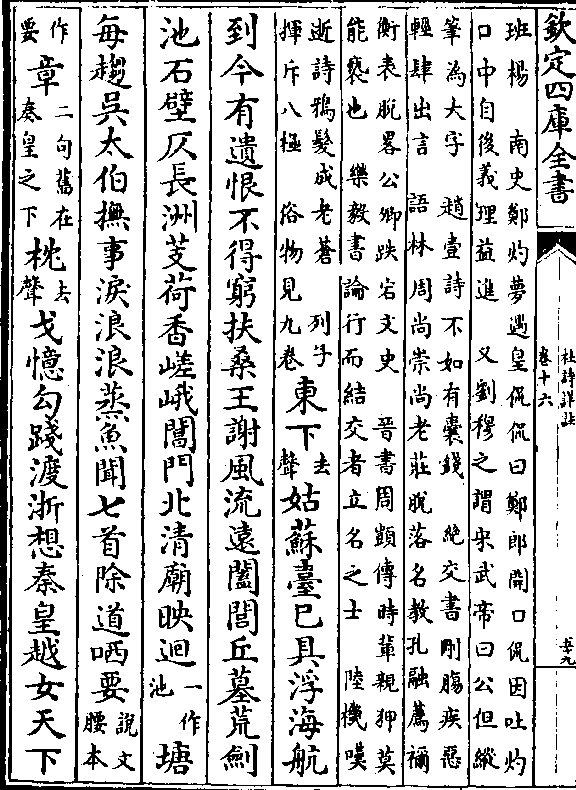 欽定四庫全書
杜詩詳註
卷十六
廿九
班楊 南史鄭灼夢遇皇侃侃曰鄭郎開口侃因吐灼
口中自後義理益進 又劉穆之謂宋武帝曰公但縱
筆為大字 趙壹詩不如有囊錢 絶交書剛腸疾惡
輕肆出言 語林周尚崇尚老莊脱落名教孔融薦禰
衡表脱畧公卿跌宕文史 晉書周顗傳時輩親狎莫
能褻也 樂毅書論行而結交者立名之士 陸機嘆
逝詩鴉髮成老蒼 列子
揮斥八極 俗物見九卷
東下去聲姑蘇臺已具浮海航
到今有遺恨不得窮扶桑王謝風流遠闔閭丘墓荒劍
池石壁仄長洲芰荷香嵯峨閶門北清廟映迴一作池塘
每趨吳太伯撫事淚浪浪蒸魚聞七首除道哂要說文腰本
作要章二句舊在秦皇之下枕去聲戈憶勾踐渡浙想秦皇越女天下